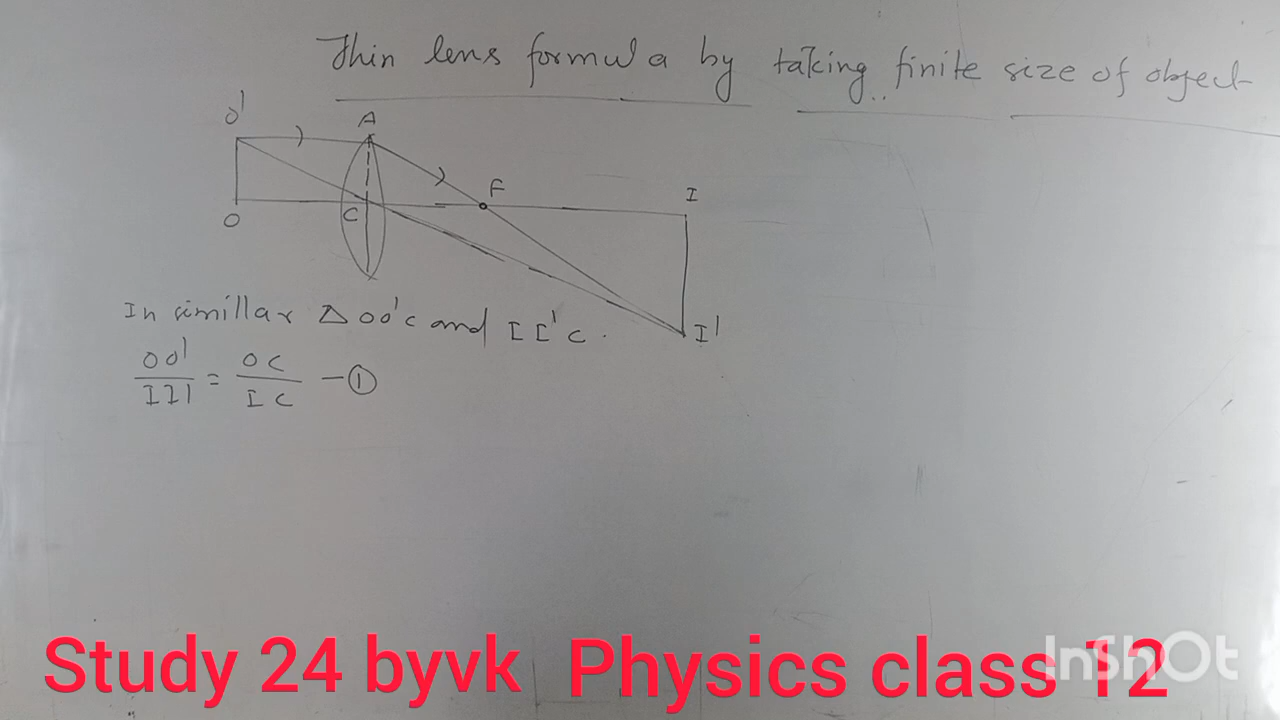 Thin lens formula by taking finite size of object
O'
A
F
I
O
C
I'
In simillar △ OO'C and II'C.
OO'/II' = OC/IC - ①
Study 24 byvk Physics class 12
InShOt